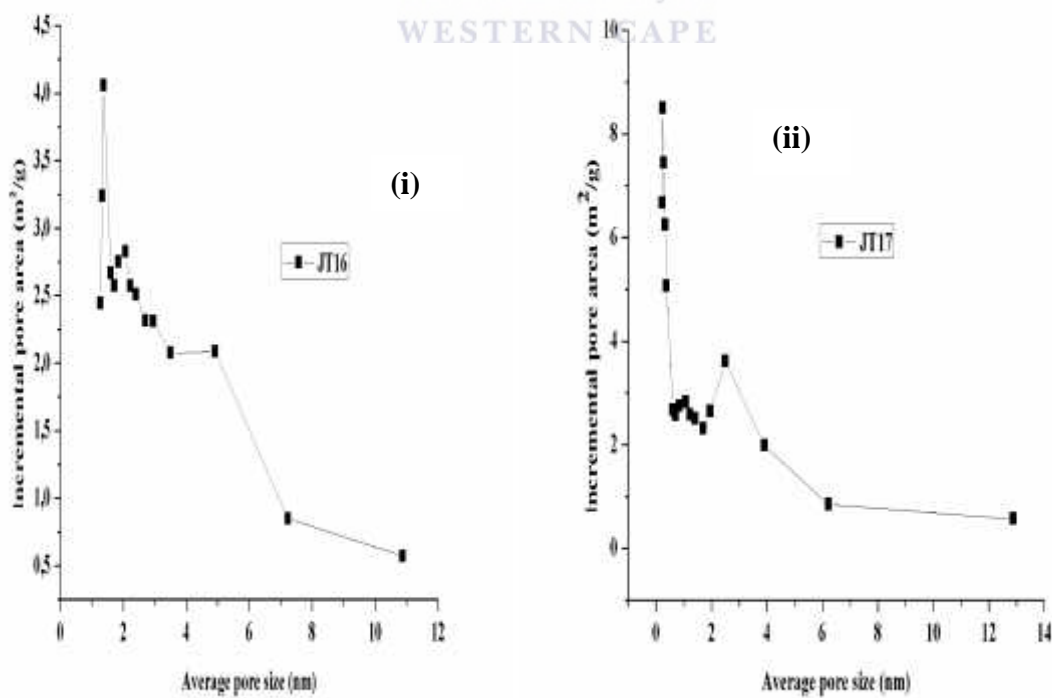 WESTERN CAPE
4,5
4,0
3,5
3,0
2,5
2,0
1,5
1,0
0,5
Incremental pore area (m²/g)
(i)
JT16
0 2 4 6 8 10 12
Average pore size (nm)
10
8
6
4
2
0
Incremental pore area (m²/g)
(ii)
JT17
0 2 4 6 8 10 12 14
Average pore size (nm)